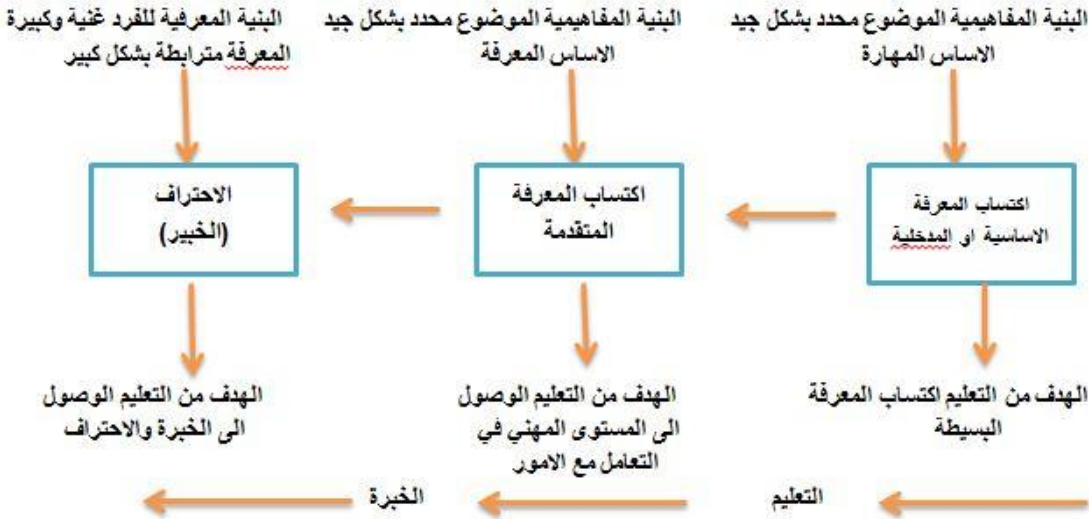 البنية المفاهيمية الموضوع محدد بشكل جيد
الاساس المهارة
البنية المفاهيمية الموضوع محدد بشكل جيد
الاساس المعرفة
البنية المعرفية للفرد غنية وكبيرة
المعرفة مترابطة بشكل كبير
اكتساب المعرفة
الاساسية او المدخلية
اكتساب المعرفة
المتقدمة
الاحتراف
(الخبير)
الهدف من التعليم اكتساب المعرفة
البسيطة
الهدف من التعليم الوصول
الى المستوى المهني في
التعامل مع الامور
الهدف من التعليم الوصول
الى الخبرة والاحتراف
التعليم
الخبرة